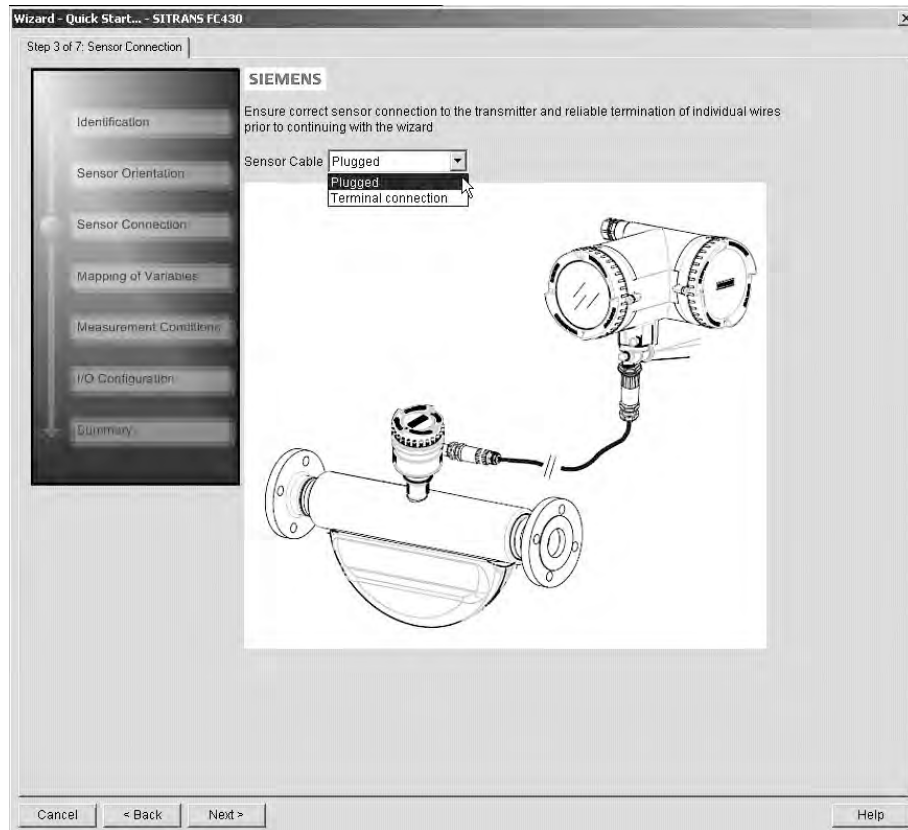 Wizard - Quick Start... - SITRANS FC430
Step 3 of 7: Sensor Connection
SIEMENS
Ensure correct sensor connection to the transmitter and reliable termination of individual wires
prior to continuing with the wizard
Sensor Cable Plugged
Plugged
Terminal connection
Identification
Sensor Orientation
Sensor Connection
Mapping of Variables
Measurement Conditions
I/O Configuration
Summary
Cancel
< Back
Next >
Help